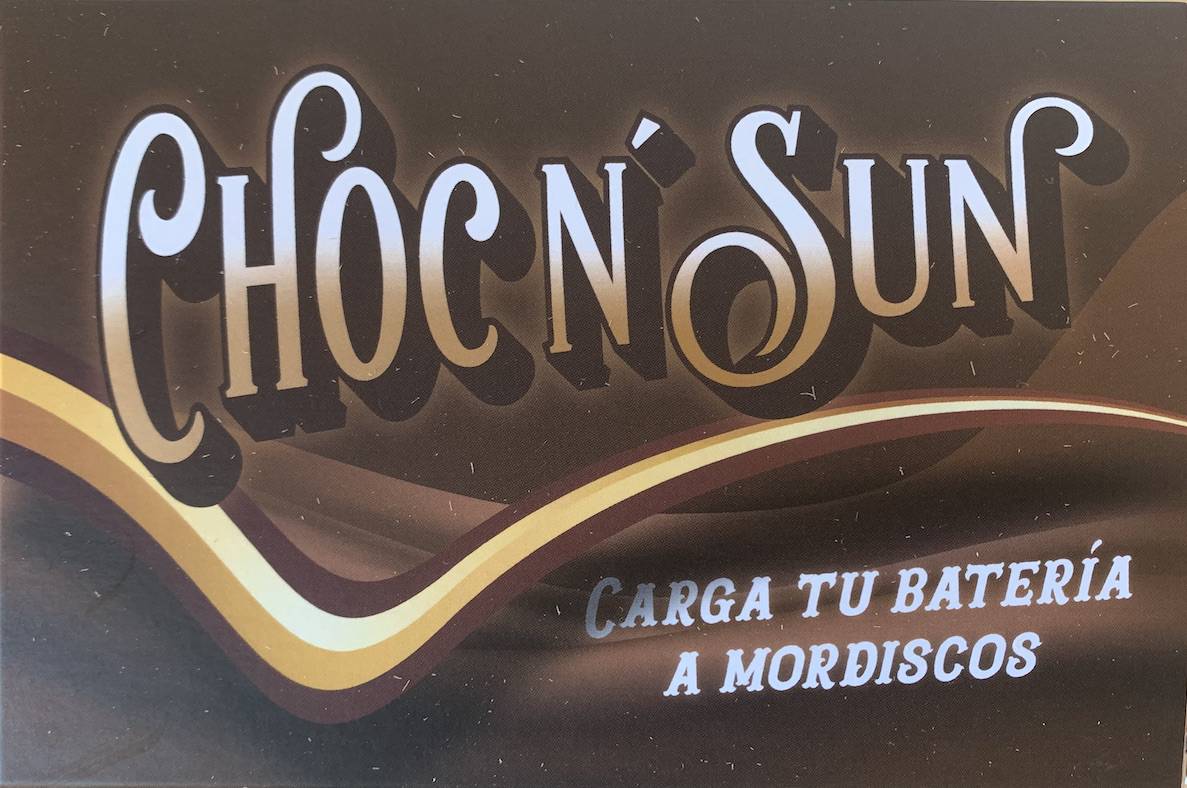 CHOC N´ SUN
CARGA TU BATERÍA
A MORDISCOS